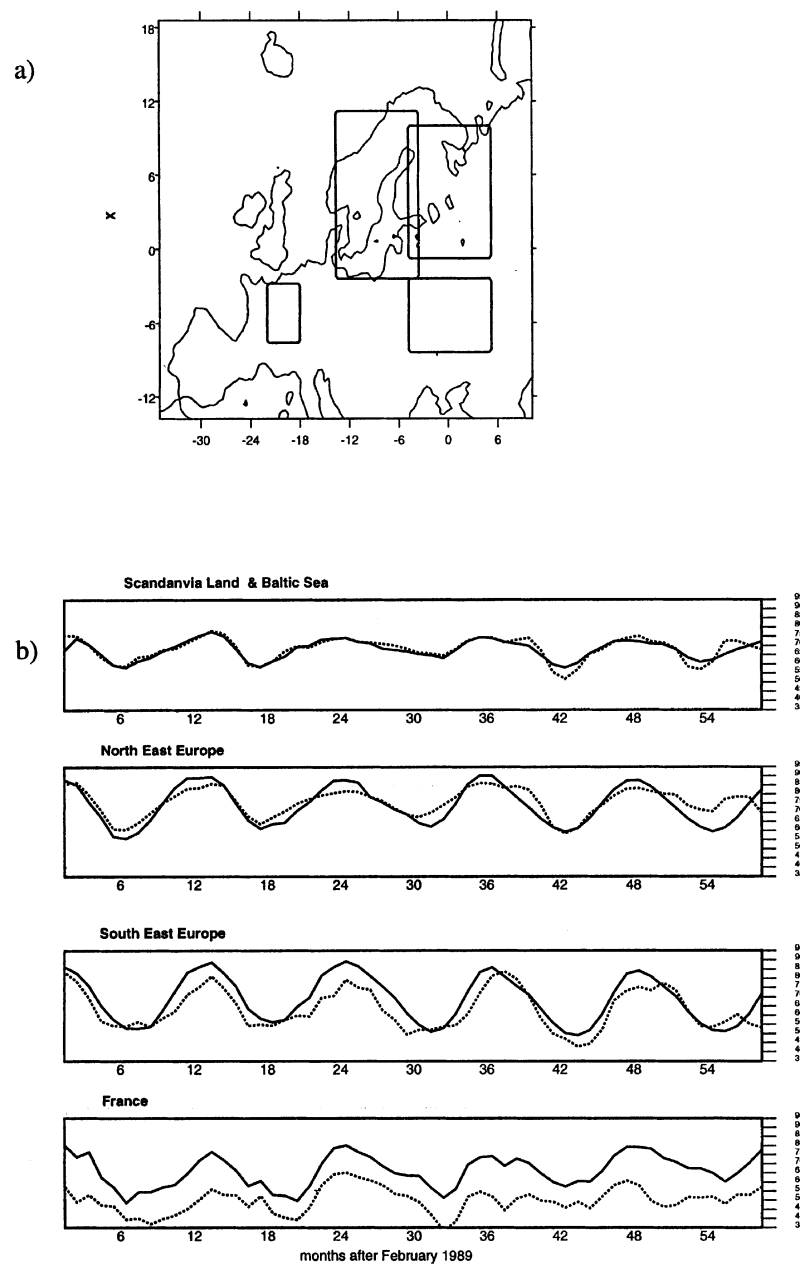 a)
18
12
6
0
-6
-12
X
-30 -24 -18 -12 -6 0 6
b)
Scandanvia Land & Baltic Sea
6 12 18 24 30 36 42 48 54
North East Europe
6 12 18 24 30 36 42 48 54
South East Europe
6 12 18 24 30 36 42 48 54
France
6 12 18 24 30 36 42 48 54
months after February 1989